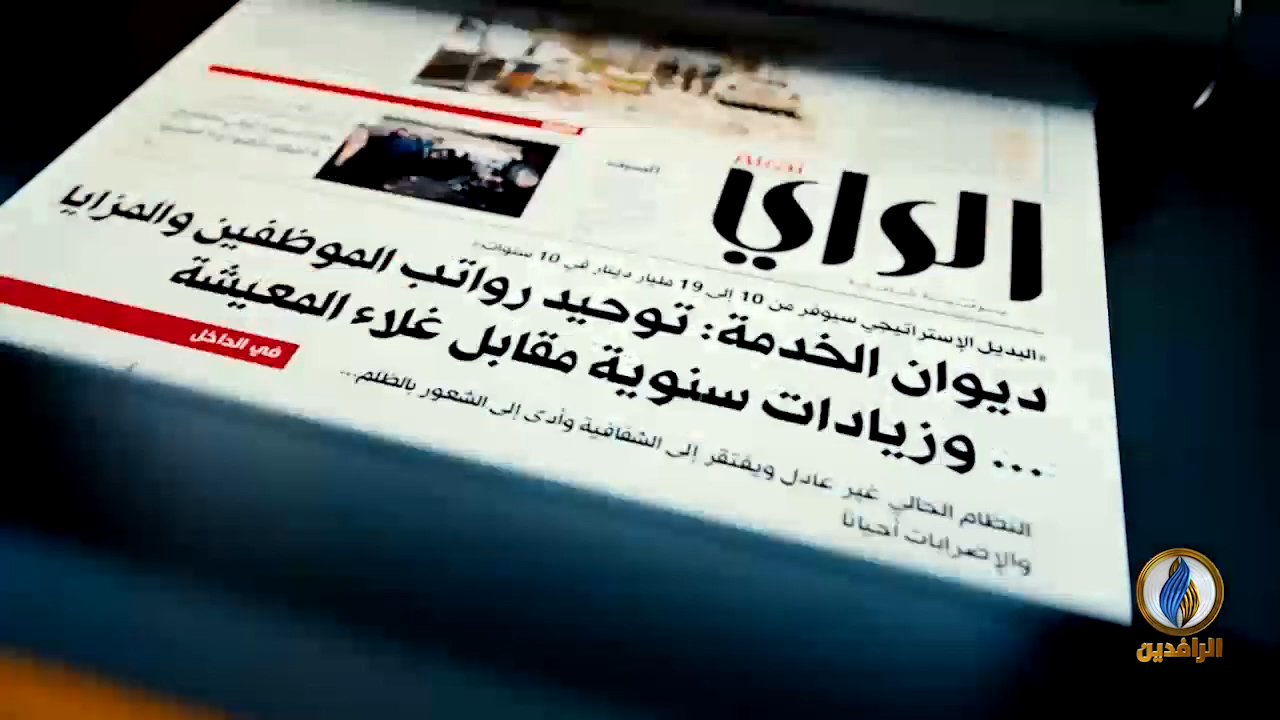 Alrai
الراي
السبت
«البديل الإستراتيجي سيوفر من 10 إلى 19 مليار دينار في 10 سنوات»
ديوان الخدمة: توحيد رواتب الموظفين والمزايا
... وزيادات سنوية مقابل غلاء المعيشة
في الداخل
النظام الحالي غير عادل ويفتقر إلى الشفافية وأدى إلى الشعور بالظلم...
والإضرابات أحياناً
الرافدين